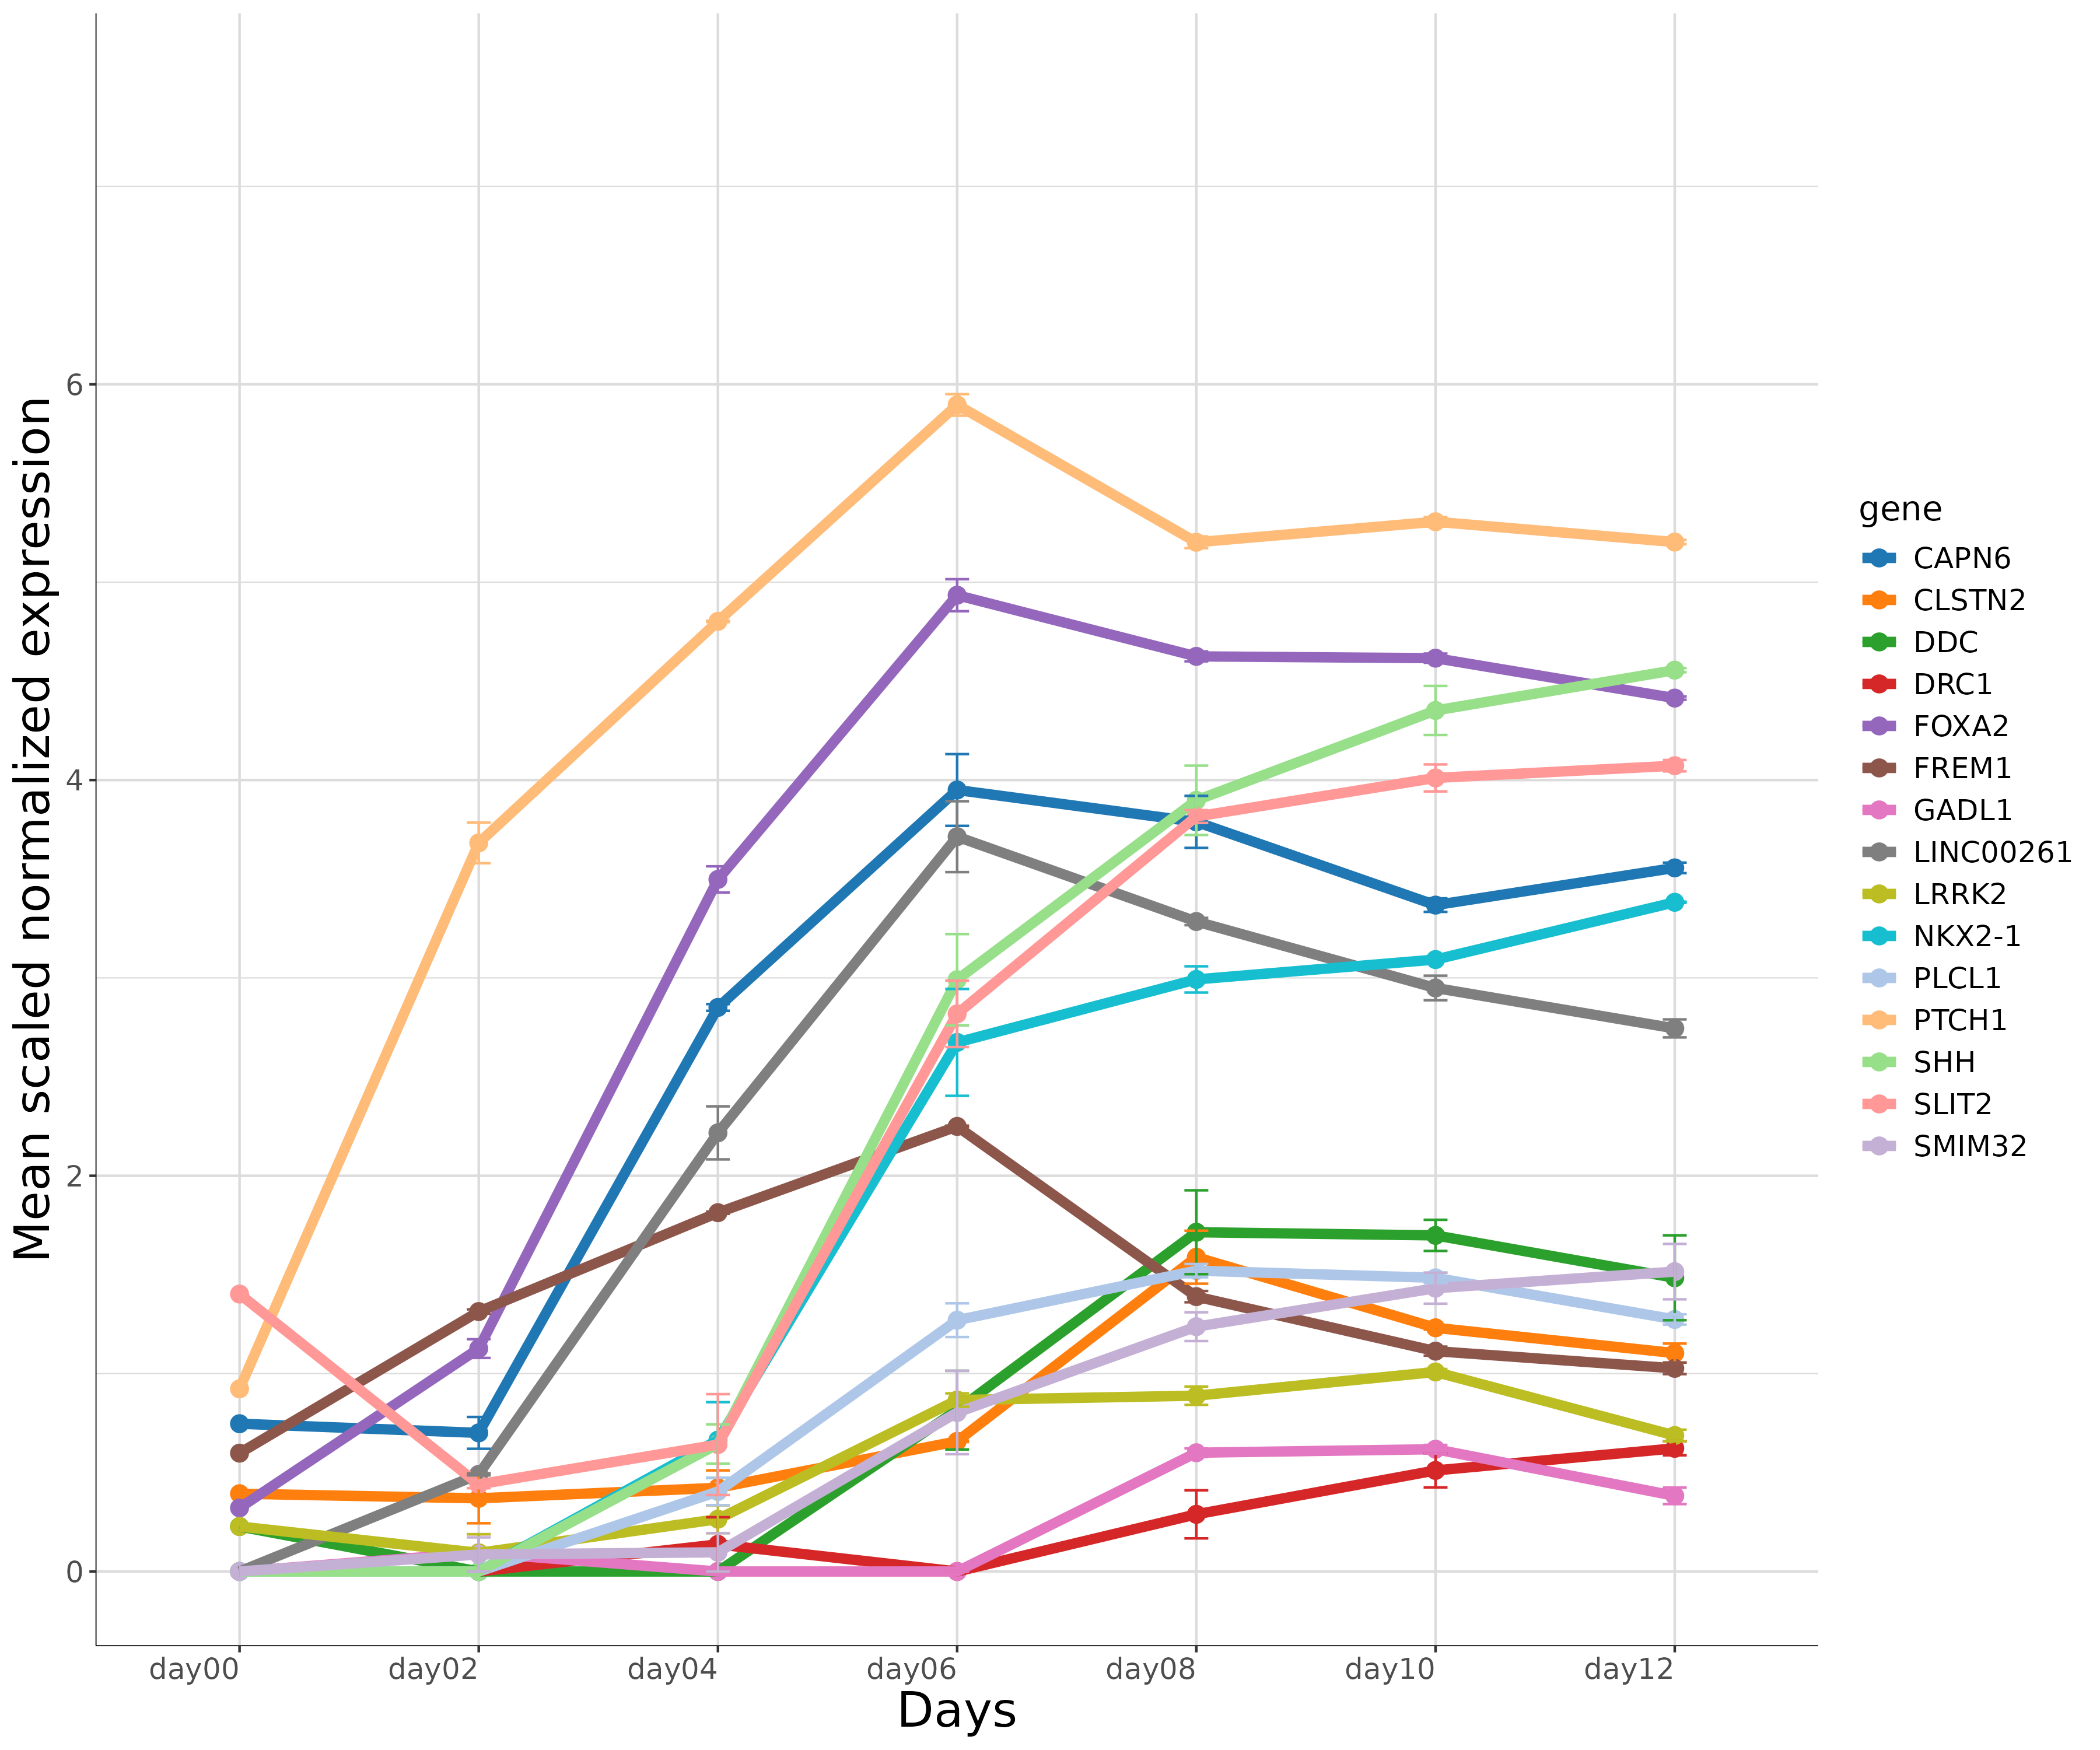 Mean scaled normalized expression
6
4
2
0
day00 day02 day04 day06 day08 day10 day12
Days
gene
CAPN6
CLSTN2
DDC
DRC1
FOXA2
FREM1
GADL1
LINC00261
LRRK2
NKX2-1
PLCL1
PTCH1
SHH
SLIT2
SMIM32